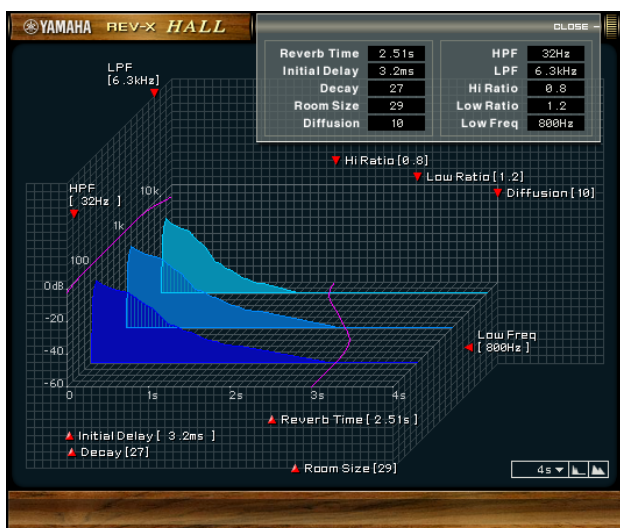 YAMAHA REV-X HALL
CLOSE -
Reverb Time 2.51s HPF 32Hz
Initial Delay 3.2ms LPF 6.3kHz
Decay 27 Hi Ratio 0.8
Room Size 29 Low Ratio 1.2
Diffusion 10 Low Freq 800Hz
LPF
[6.3kHz]
Hi Ratio [0.8]
Low Ratio [1.2]
Diffusion [10]
HPF
[ 32Hz ]
10k
1k
100
0dB
-20
-40
-60
0 1s 2s 3s 4s
Low Freq
[ 800Hz ]
Reverb Time [ 2.51s ]
Initial Delay [ 3.2ms ]
Decay [27]
Room Size [29]
4s